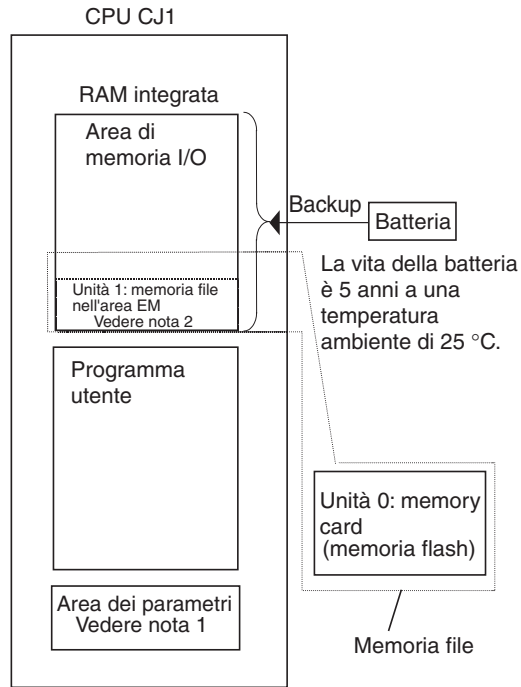 CPU CJ1
RAM integrata
Area di
memoria I/O
Backup
Batteria
La vita della batteria
è 5 anni a una
temperatura
ambiente di 25 °C.
Unità 1: memoria file
nell'area EM
Vedere nota 2
Programma
utente
Unità 0: memory
card
(memoria flash)
Area dei parametri
Vedere nota 1
Memoria file